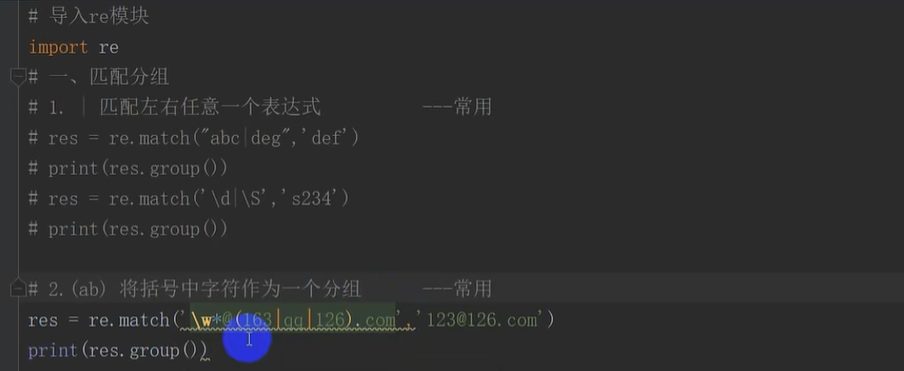 # 导入re模块
import re
# 一、匹配分组
# 1. | 匹配左右任意一个表达式 ---常用
# res = re.match("abc|deg",'def')
# print(res.group())
# res = re.match('\d|\S','s234')
# print(res.group())
# 2.(ab) 将括号中字符作为一个分组 ---常用
res = re.match('\w*@(163|qq|126).com','123@126.com')
print(res.group())